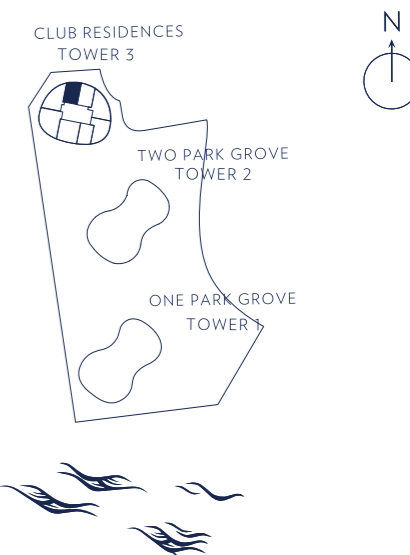 N
CLUB RESIDENCES
TOWER 3
TWO PARK GROVE
TOWER 2
ONE PARK GROVE
TOWER 1